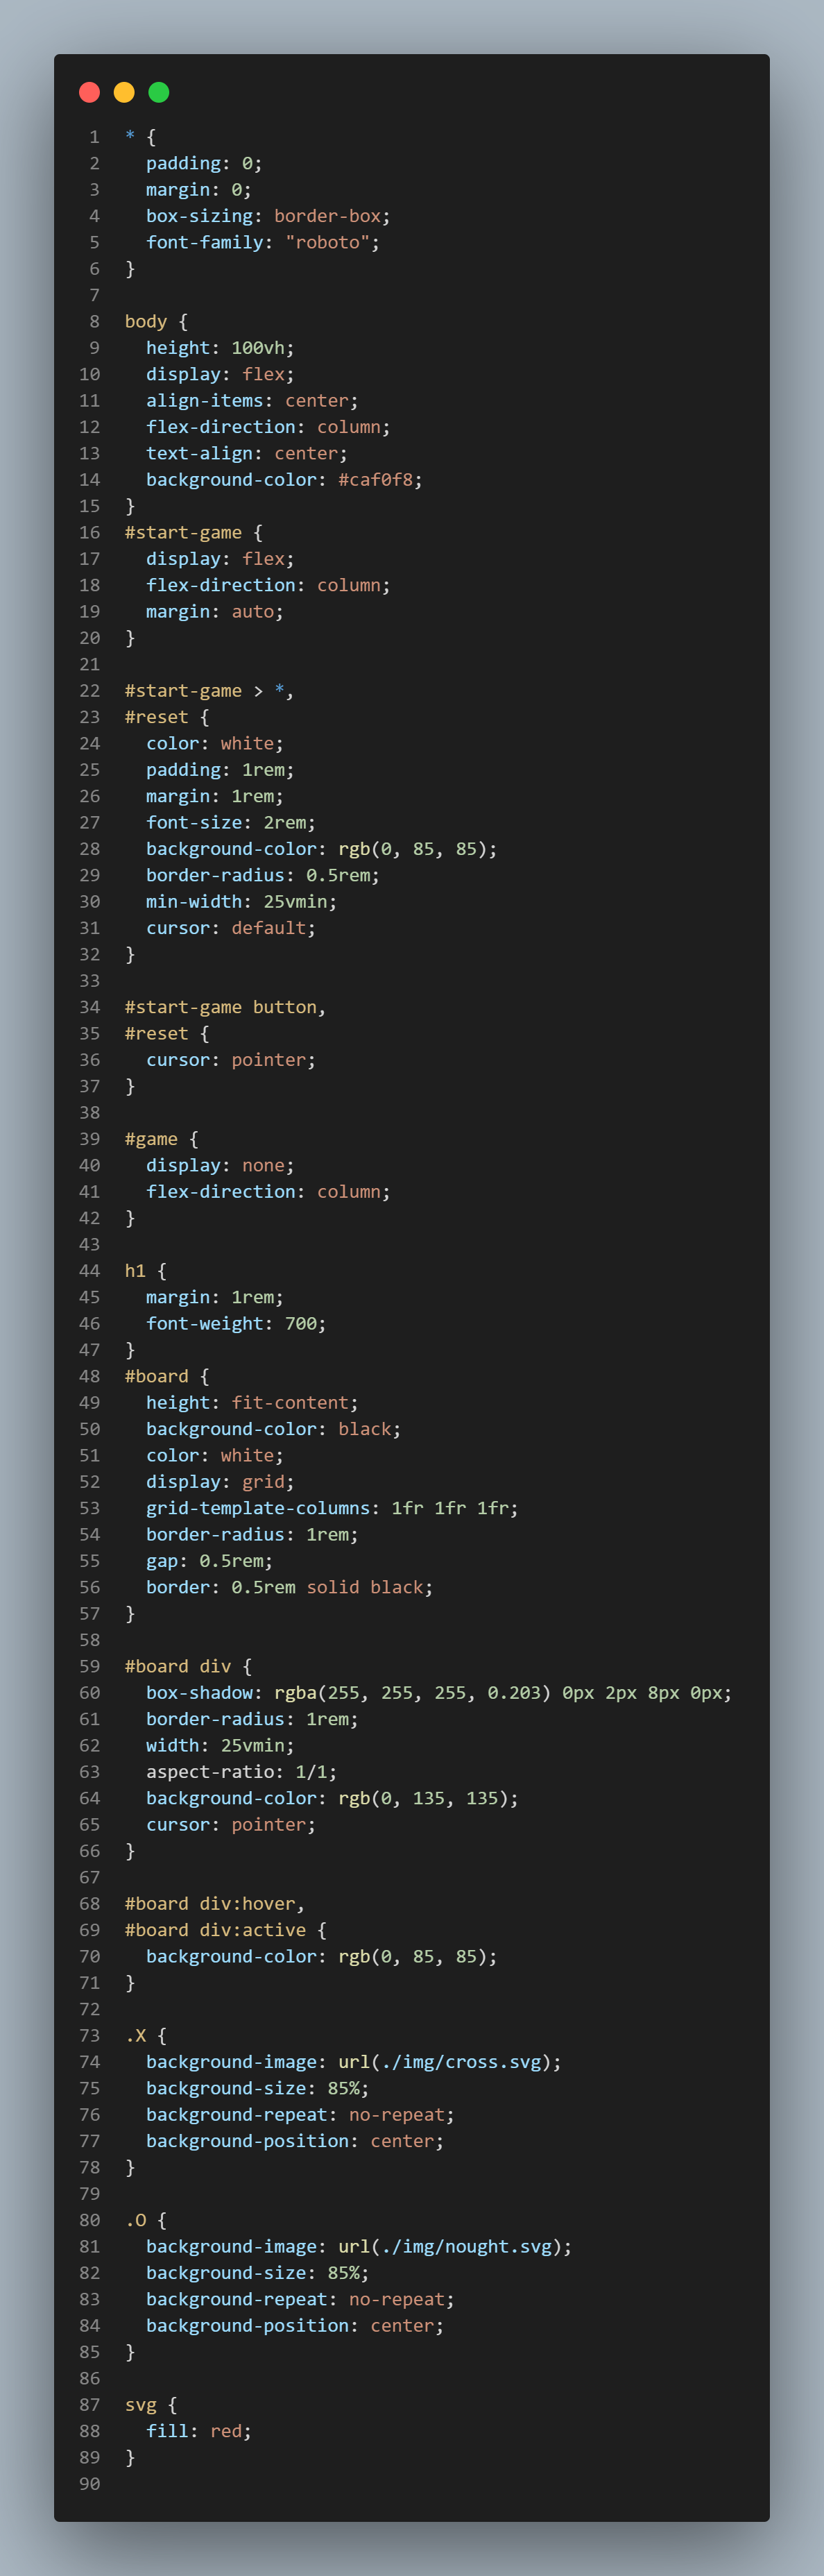 1 * {
2   padding: 0;
3   margin: 0;
4   box-sizing: border-box;
5   font-family: "roboto";
6 }
7
8 body {
9   height: 100vh;
10   display: flex;
11   align-items: center;
12   flex-direction: column;
13   text-align: center;
14   background-color: #caf0f8;
15 }
16 #start-game {
17   display: flex;
18   flex-direction: column;
19   margin: auto;
20 }
21
22 #start-game > *,
23 #reset {
24   color: white;
25   padding: 1rem;
26   margin: 1rem;
27   font-size: 2rem;
28   background-color: rgb(0, 85, 85);
29   border-radius: 0.5rem;
30   min-width: 25vmin;
31   cursor: default;
32 }
33
34 #start-game button,
35 #reset {
36   cursor: pointer;
37 }
38
39 #game {
40   display: none;
41   flex-direction: column;
42 }
43
44 h1 {
45   margin: 1rem;
46   font-weight: 700;
47 }
48 #board {
49   height: fit-content;
50   background-color: black;
51   color: white;
52   display: grid;
53   grid-template-columns: 1fr 1fr 1fr;
54   border-radius: 1rem;
55   gap: 0.5rem;
56   border: 0.5rem solid black;
57 }
58
59 #board div {
60   box-shadow: rgba(255, 255, 255, 0.203) 0px 2px 8px 0px;
61   border-radius: 1rem;
62   width: 25vmin;
63   aspect-ratio: 1/1;
64   background-color: rgb(0, 135, 135);
65   cursor: pointer;
66 }
67
68 #board div:hover,
69 #board div:active {
70   background-color: rgb(0, 85, 85);
71 }
72
73 .X {
74   background-image: url(./img/cross.svg);
75   background-size: 85%;
76   background-repeat: no-repeat;
77   background-position: center;
78 }
79
80 .O {
81   background-image: url(./img/nought.svg);
82   background-size: 85%;
83   background-repeat: no-repeat;
84   background-position: center;
85 }
86
87 svg {
88   fill: red;
89 }
90